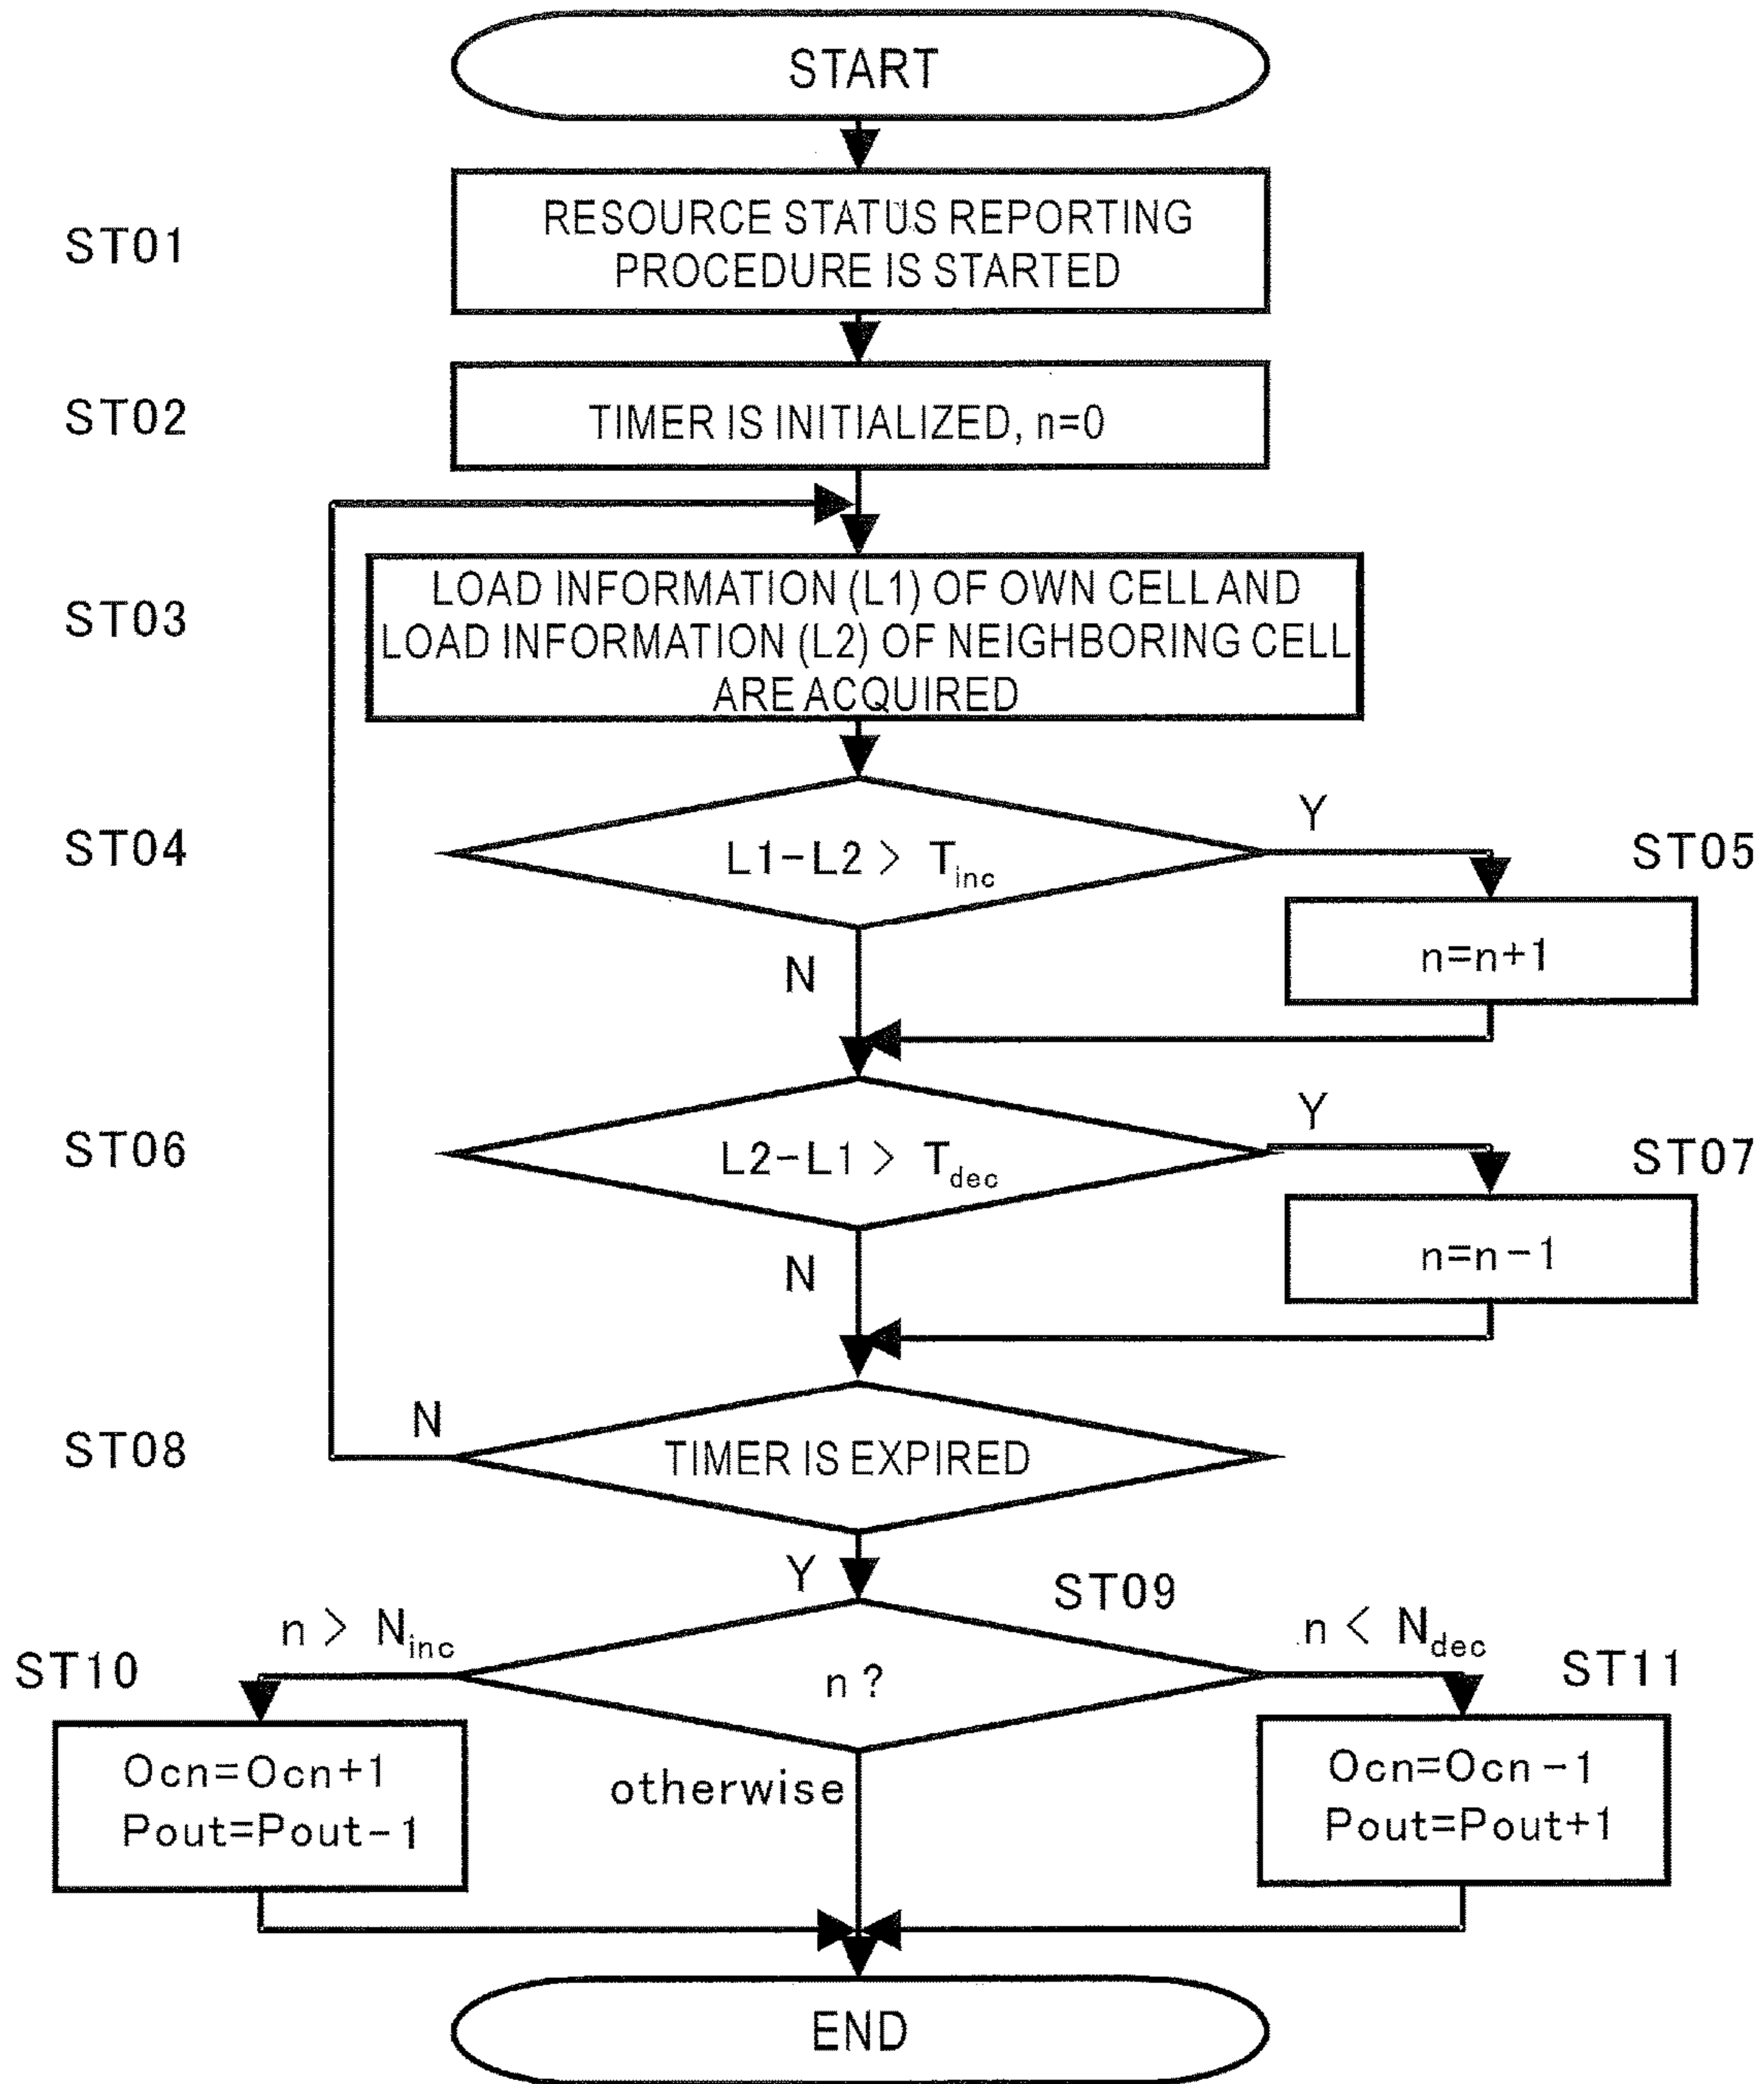 START
ST01
RESOURCE STATUS REPORTING
PROCEDURE IS STARTED
ST02
TIMER IS INITIALIZED, n=0
ST03
LOAD INFORMATION (L1) OF OWN CELL AND
LOAD INFORMATION (L2) OF NEIGHBORING CELL
ARE ACQUIRED
ST04
L1-L2 > Tinc
Y
ST05
n=n+1
N
ST06
L2-L1 > Tdec
Y
ST07
n=n-1
N
ST08
TIMER IS EXPIRED
N
Y
ST09
n ?
n > Ninc
n < Ndec
ST10
ST11
Ocn=Ocn+1
Pout=Pout-1
otherwise
Ocn=Ocn-1
Pout=Pout+1
END